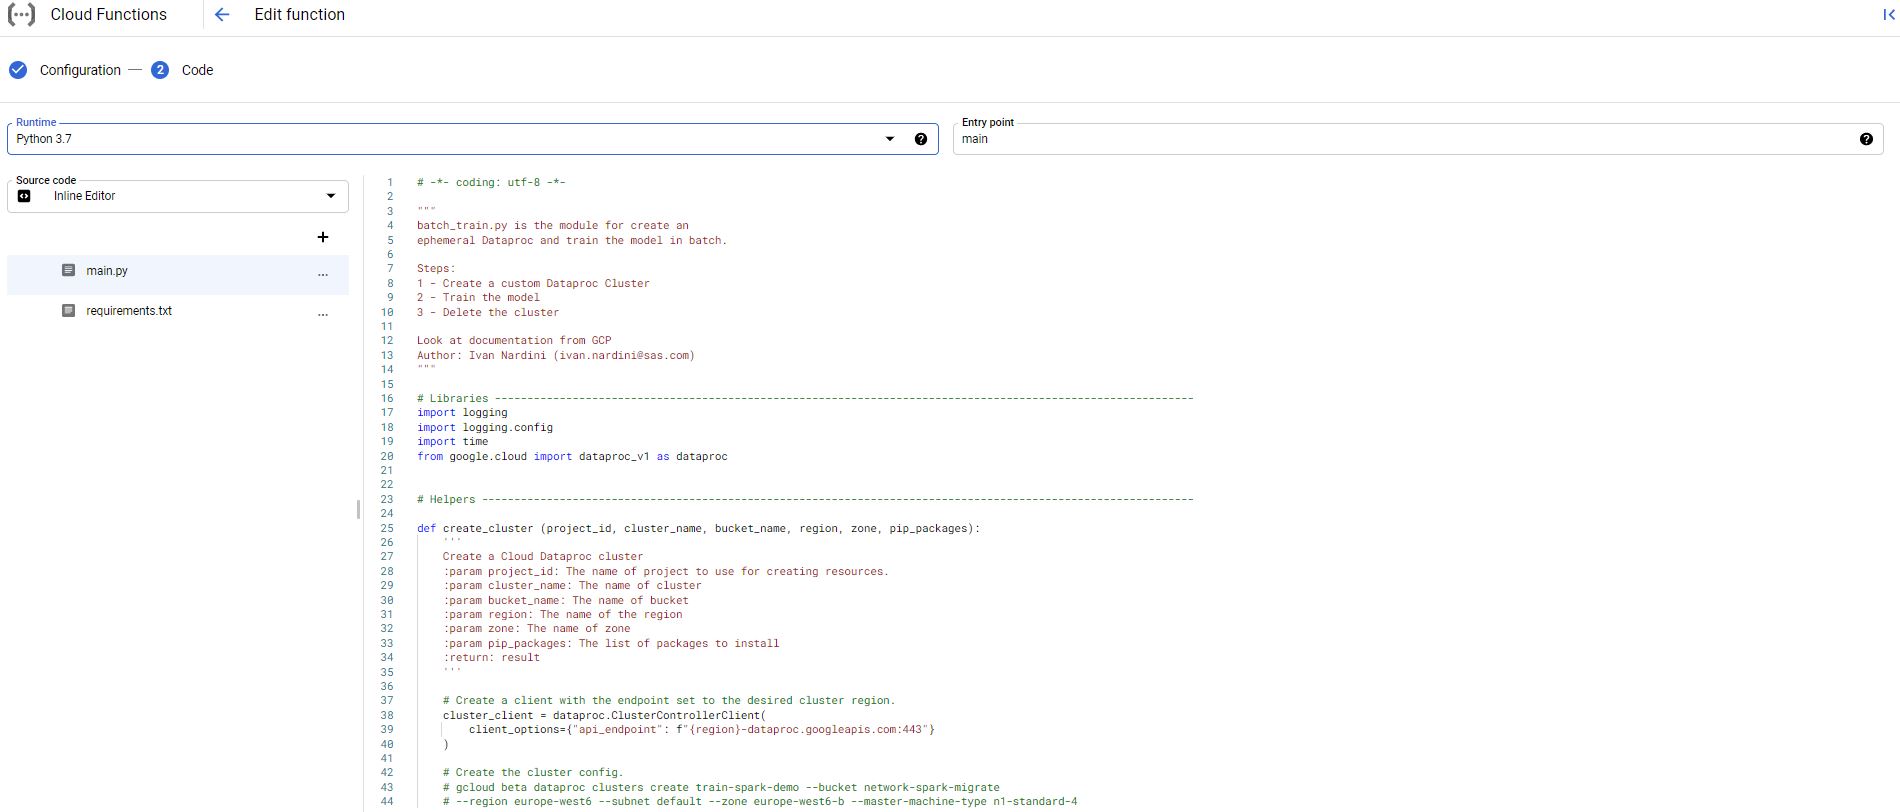 Cloud Functions
Edit function
Configuration
2
Code
Runtime
Python 3.7
Entry point
main
Source code
Inline Editor
main.py
...
requirements.txt
...
1 # -*- coding: utf-8 -*-
2
3 """
4 batch_train.py is the module for create an
5 ephemeral Dataproc and train the model in batch.
6
7 Steps:
8 1 - Create a custom Dataproc Cluster
9 2 - Train the model
10 3 - Delete the cluster
11
12 Look at documentation from GCP
13 Author: Ivan Nardini (ivan.nardini@sas.com)
14 """
15
16 # Libraries ------------------------------------------------------------------------------------------------------------
17 import logging
18 import logging.config
19 import time
20 from google.cloud import dataproc_v1 as dataproc
21
22
23 # Helpers --------------------------------------------------------------------------------------------------------------
24
25 def create_cluster (project_id, cluster_name, bucket_name, region, zone, pip_packages):
26     '''
27     Create a Cloud Dataproc cluster
28     :param project_id: The name of project to use for creating resources.
29     :param cluster_name: The name of cluster
30     :param bucket_name: The name of bucket
31     :param region: The name of the region
32     :param zone: The name of zone
33     :param pip_packages: The list of packages to install
34     :return: result
35     '''
36
37     # Create a client with the endpoint set to the desired cluster region.
38     cluster_client = dataproc.ClusterControllerClient(
39         client_options={"api_endpoint": f"{region}-dataproc.googleapis.com:443"}
40     )
41
42     # Create the cluster config.
43     # gcloud beta dataproc clusters create train-spark-demo --bucket network-spark-migrate
44     # --region europe-west6 --subnet default --zone europe-west6-b --master-machine-type n1-standard-4